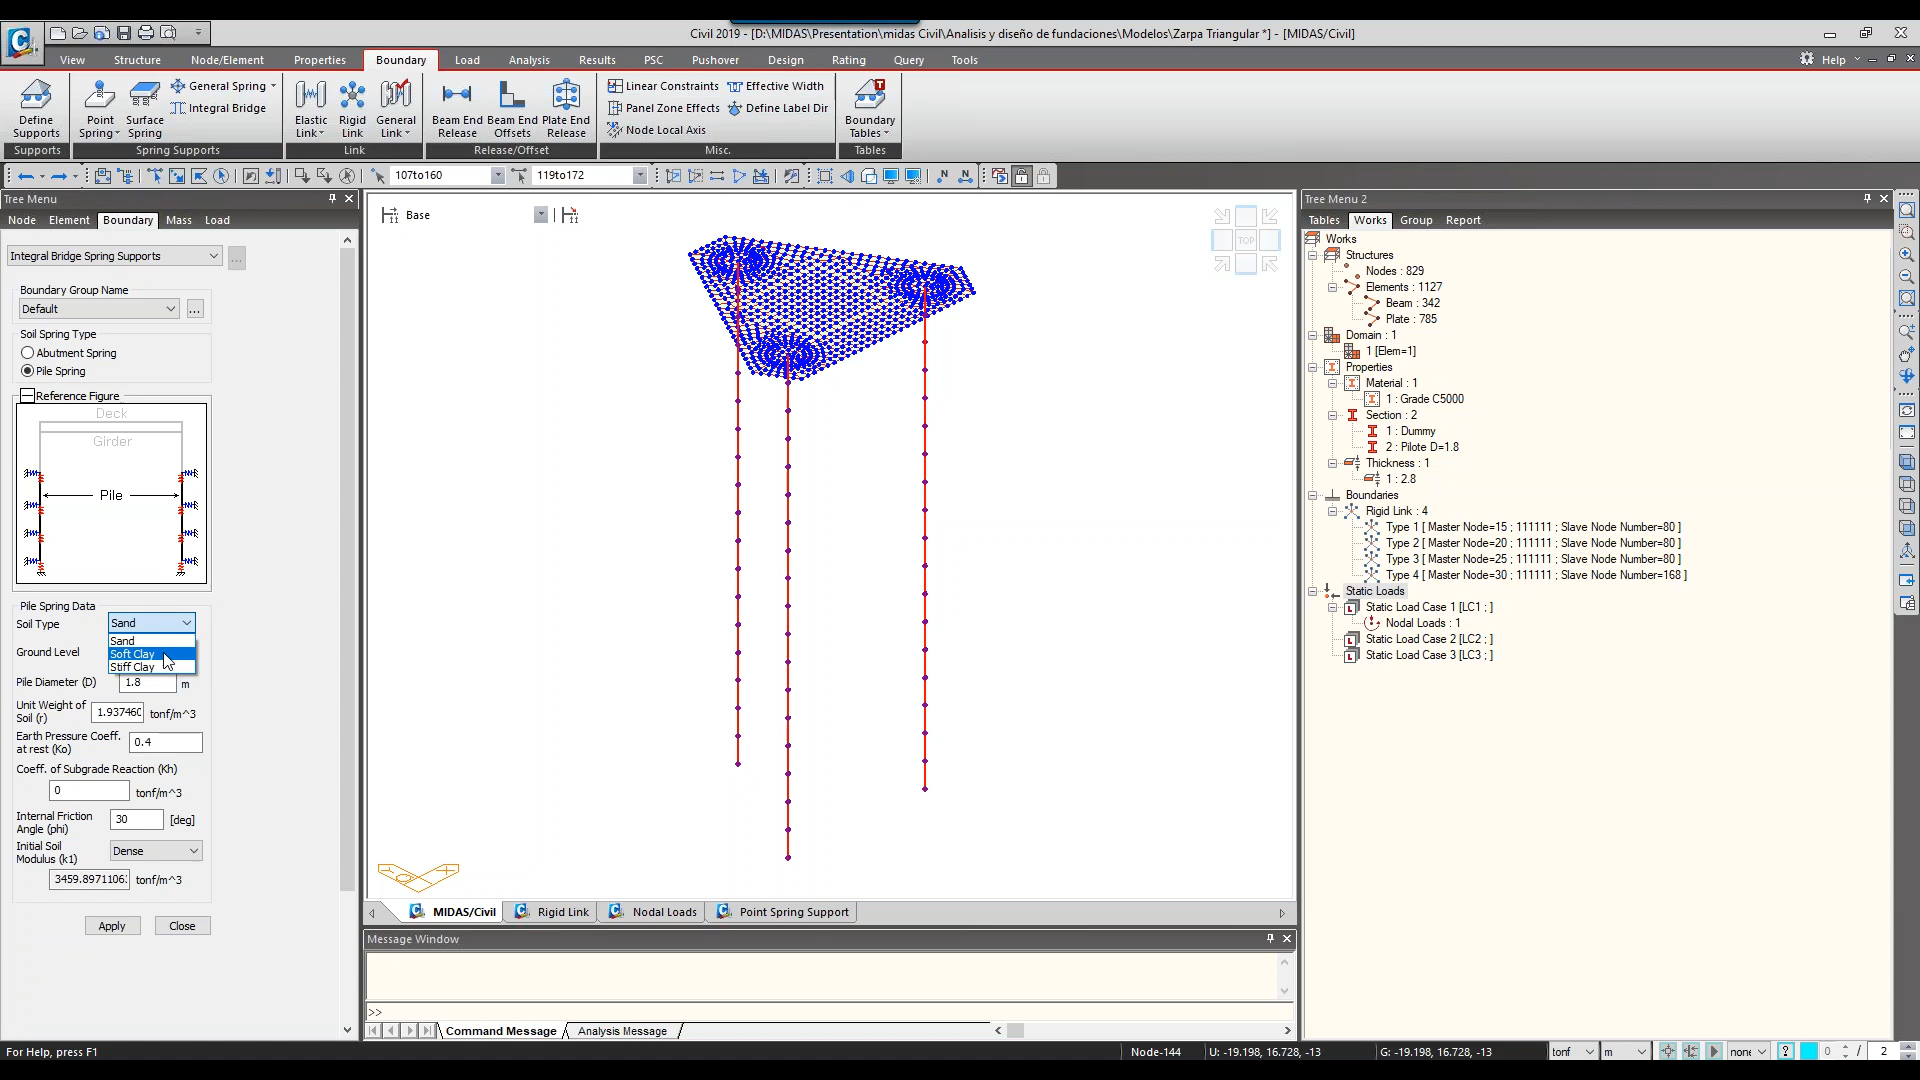 Civil 2019 - [D:\MIDAS\Presentation\midas Civil\Analisis y diseño de fundaciones\Modelos\Zarpa Triangular *] - [MIDAS/Civil]
View Structure Node/Element Properties Boundary Load Analysis Results PSC Pushover Design Rating Query Tools Help
Define Supports
Point Spring
Surface Spring
General Spring
Integral Bridge
Elastic Link
Rigid Link
General Link
Beam End Release
Beam End Offsets
Plate End Release
Linear Constraints
Effective Width
Panel Zone Effects
Define Label Dir
Node Local Axis
Boundary Tables
Supports Spring Supports Link Release/Offset Misc. Tables
107to160 119to172
Tree Menu
Node Element Boundary Mass Load
Integral Bridge Spring Supports ...
Boundary Group Name
Default ...
Soil Spring Type
Abutment Spring
Pile Spring
Reference Figure
Deck
Girder
Pile
Pile Spring Data
Soil Type Sand
Sand
Soft Clay
Stiff Clay
Ground Level
Pile Diameter (D) 1.8 m
Unit Weight of Soil (r) 1.937460 tonf/m^3
Earth Pressure Coeff. at rest (Ko) 0.4
Coeff. of Subgrade Reaction (Kh)
0 tonf/m^3
Internal Friction Angle (phi) 30 [deg]
Initial Soil Modulus (k1) Dense
3459.8971106 tonf/m^3
Apply Close
Base
TOP
MIDAS/Civil Rigid Link Nodal Loads Point Spring Support
Message Window
>>
Command Message Analysis Message
Tree Menu 2
Tables Works Group Report
Works
Structures
Nodes : 829
Elements : 1127
Beam : 342
Plate : 785
Domain : 1
1 [Elem=1]
Properties
Material : 1
1 : Grade C5000
Section : 2
1 : Dummy
2 : Pilote D=1.8
Thickness : 1
1 : 2.8
Boundaries
Rigid Link : 4
Type 1 [ Master Node=15 ; 111111 ; Slave Node Number=80 ]
Type 2 [ Master Node=20 ; 111111 ; Slave Node Number=80 ]
Type 3 [ Master Node=25 ; 111111 ; Slave Node Number=80 ]
Type 4 [ Master Node=30 ; 111111 ; Slave Node Number=168 ]
Static Loads
Static Load Case 1 [LC1 ; ]
Nodal Loads : 1
Static Load Case 2 [LC2 ; ]
Static Load Case 3 [LC3 ; ]
For Help, press F1 Node-144 U: -19.198, 16.728, -13 G: -19.198, 16.728, -13 tonf m none ? 0 / 2